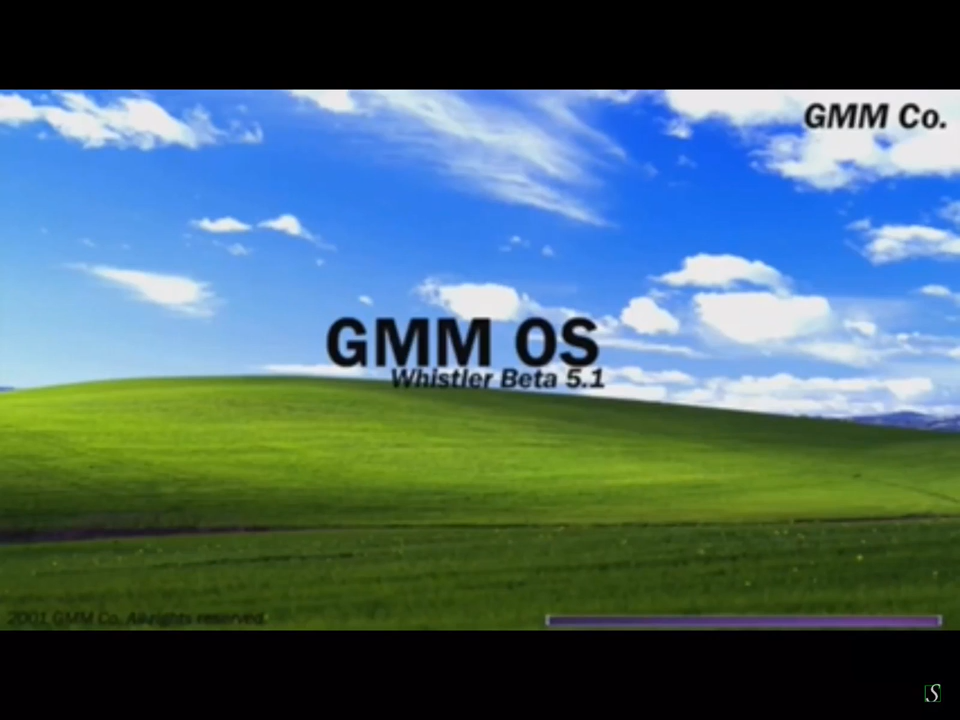 GMM Co.
GMM OS
Whistler Beta 5.1
2001 GMM Co. All rights reserved.
S